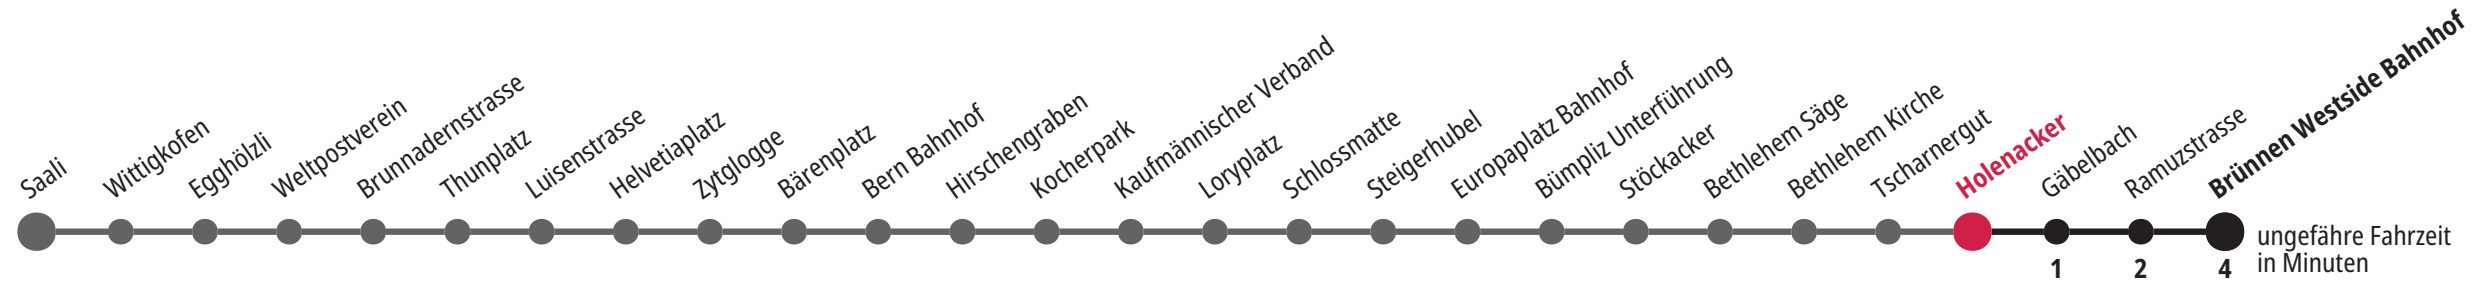 Saali
Wittigkofen
Egghölzli
Weltpostverein
Brunnadernstrasse
Thunplatz
Luisenstrasse
Helvetiaplatz
Zytglogge
Bärenplatz
Bern Bahnhof
Hirschengraben
Kocherpark
Kaufmännischer Verband
Loryplatz
Schlossmatte
Steigerhubel
Europaplatz Bahnhof
Bümpliz Unterführung
Stöckacker
Bethlehem Säge
Bethlehem Kirche
Tscharnergut
Holenacker
Gäbelbach
Ramuzstrasse
Brünnen Westside Bahnhof
1 2 4
ungefähre Fahrzeit
in Minuten